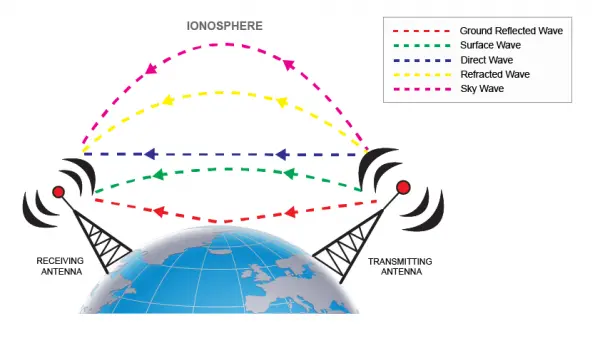 IONOSPHERE
Ground Reflected Wave
Surface Wave
Direct Wave
Refracted Wave
Sky Wave
RECEIVING
ANTENNA
TRANSMITTING
ANTENNA